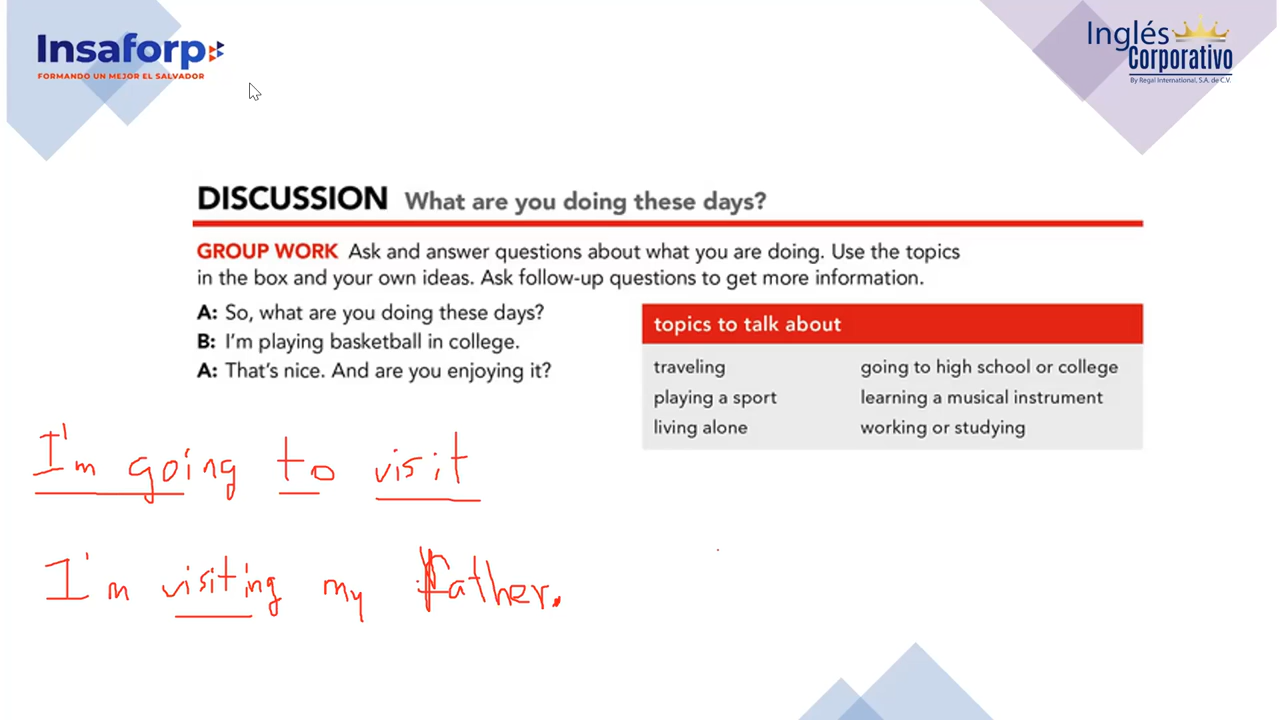 Insaforp
FORMANDO UN MEJOR EL SALVADOR
Inglés
Corporativo
By Regal International, S.A. de C.V.
DISCUSSION What are you doing these days?
GROUP WORK Ask and answer questions about what you are doing. Use the topics
in the box and your own ideas. Ask follow-up questions to get more information.
A: So, what are you doing these days?
B: I'm playing basketball in college.
A: That's nice. And are you enjoying it?
topics to talk about
traveling
playing a sport
living alone
going to high school or college
learning a musical instrument
working or studying
I'm going to visit
I'm visiting my father.